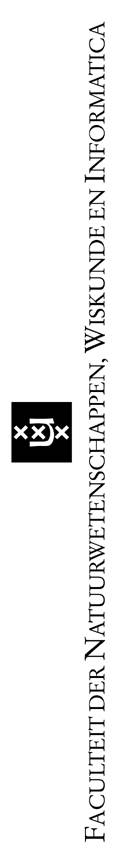 FACULTEIT DER NATUURWETENSCHAPPEN, WISKUNDE EN INFORMATICA